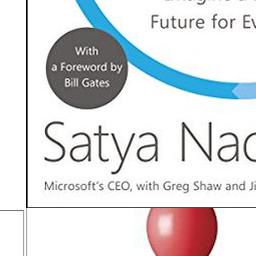 Future for Ev
With
a Foreword by
Bill Gates
Satya Nad
Microsoft's CEO, with Greg Shaw and Ji